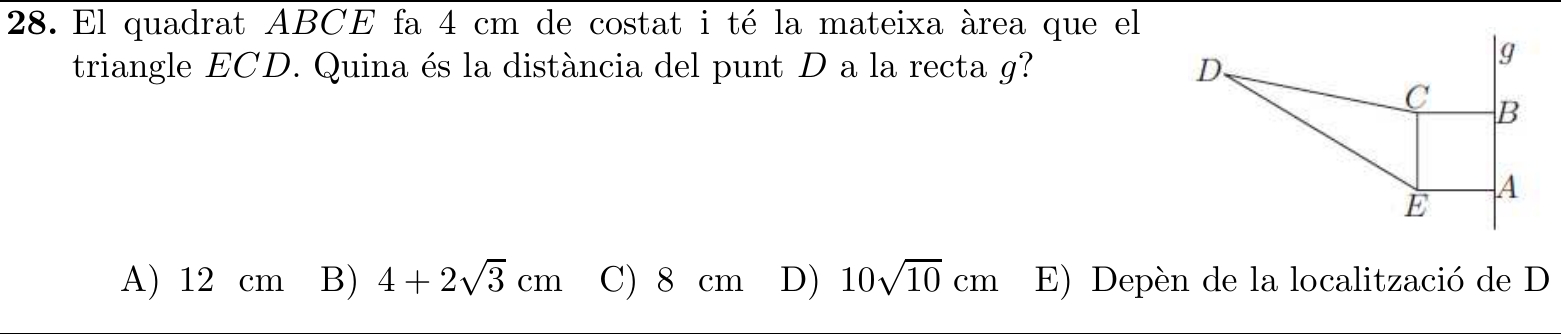 28. El quadrat ABCE fa 4 cm de costat i té la mateixa àrea que el
triangle ECD. Quina és la distància del punt D a la recta g?
g
D
C
B
A
E
A) 12 cm B) 4 + 2√3 cm C) 8 cm D) 10√10 cm E) Depèn de la localització de D